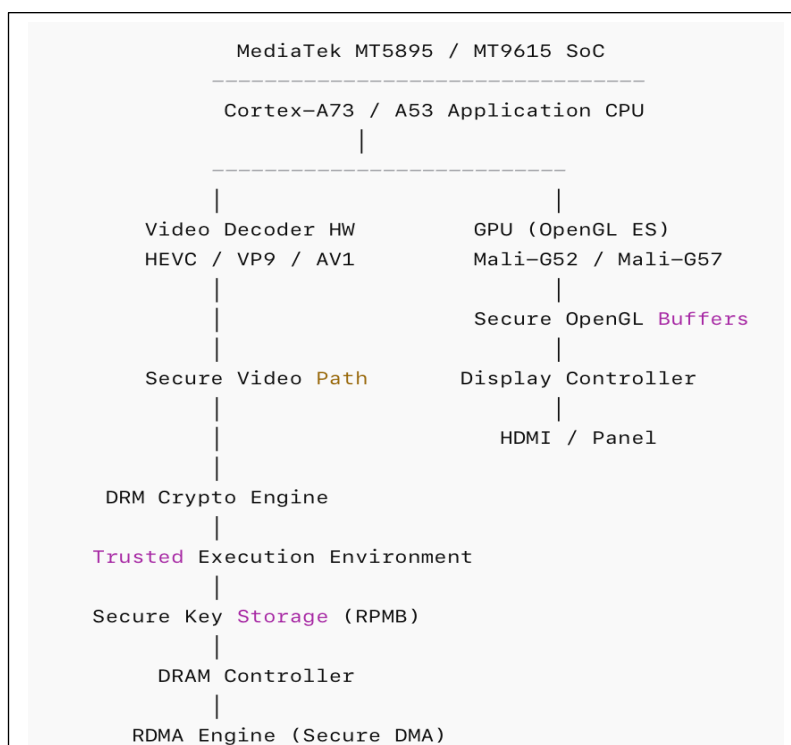 MediaTek MT5895 / MT9615 SoC
Cortex-A73 / A53 Application CPU
Video Decoder HW GPU (OpenGL ES)
HEVC / VP9 / AV1 Mali-G52 / Mali-G57
Secure OpenGL Buffers
Secure Video Path Display Controller
HDMI / Panel
DRM Crypto Engine
Trusted Execution Environment
Secure Key Storage (RPMB)
DRAM Controller
RDMA Engine (Secure DMA)